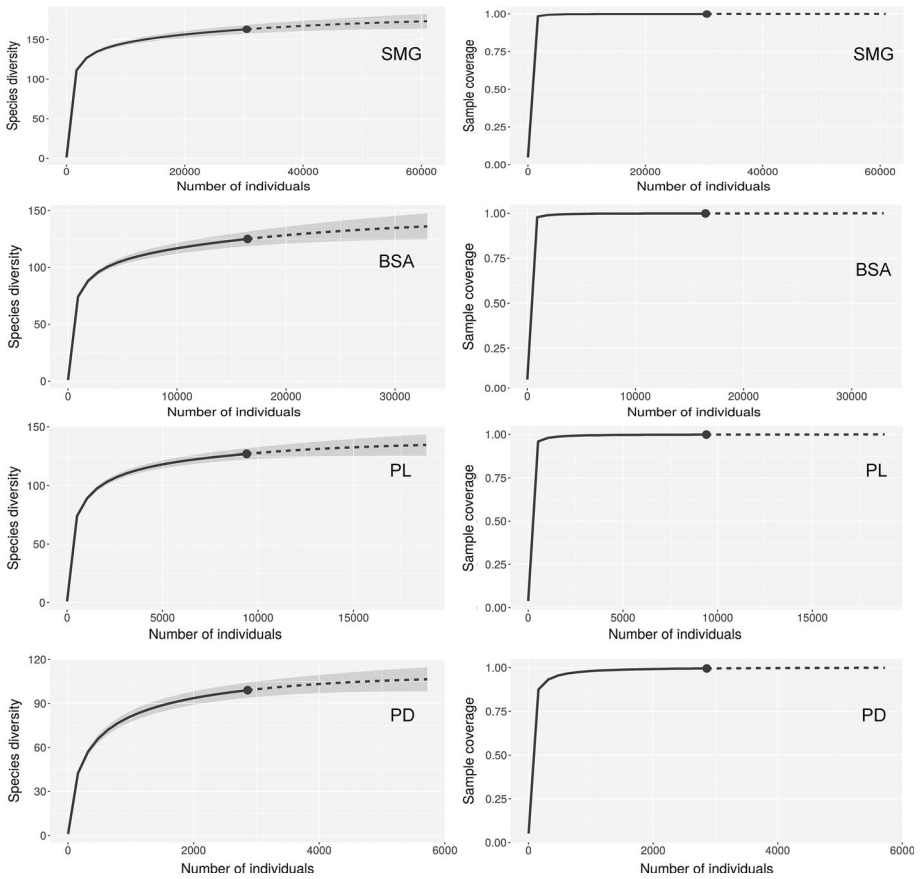 Species diversity
150
100
50
0
SMG
0 20000 40000 60000
Number of individuals
Sample coverage
1.00
0.75
0.50
0.25
0.00
SMG
0 20000 40000 60000
Number of individuals
Species diversity
150
100
50
0
BSA
0 10000 20000 30000
Number of individuals
Sample coverage
1.00
0.75
0.50
0.25
0.00
BSA
0 10000 20000 30000
Number of individuals
Species diversity
150
100
50
0
PL
0 5000 10000 15000
Number of individuals
Sample coverage
1.00
0.75
0.50
0.25
0.00
PL
0 5000 10000 15000
Number of individuals
Species diversity
120
90
60
30
0
PD
0 2000 4000 6000
Number of individuals
Sample coverage
1.00
0.75
0.50
0.25
0.00
PD
0 2000 4000 6000
Number of individuals